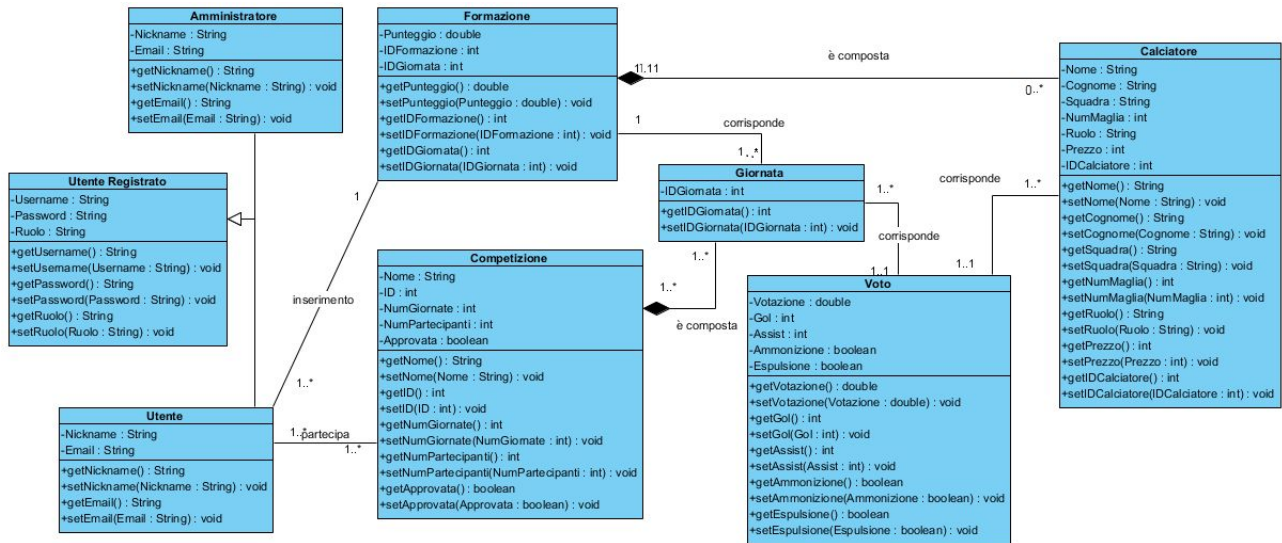 Amministratore
-Nickname : String
-Email : String
+getNickname() : String
+setNickname(Nickname : String) : void
+getEmail() : String
+setEmail(Email : String) : void
Utente Registrato
-Username : String
-Password : String
-Ruolo : String
+getUsername() : String
+setUsername(Username : String) : void
+getPassword() : String
+setPassword(Password : String) : void
+getRuolo() : String
+setRuolo(Ruolo : String) : void
Utente
-Nickname : String
-Email : String
+getNickname() : String
+setNickname(Nickname : String) : void
+getEmail() : String
+setEmail(Email : String) : void
Formazione
-Punteggio : double
-IDFormazione : int
-IDGiornata : int
+getPunteggio() : double
+setPunteggio(Punteggio : double) : void
+getIDFormazione() : int
+setIDFormazione(IDFormazione : int) : void
+getIDGiornata() : int
+setIDGiornata(IDGiornata : int) : void
1
inserimento
1..*
Competizione
-Nome : String
-ID : int
-NumGiornate : int
-NumPartecipanti : int
-Approvata : boolean
+getNome() : String
+setNome(Nome : String) : void
+getID() : int
+setID(ID : int) : void
+getNumGiornate() : int
+setNumGiornate(NumGiornate : int) : void
+getNumPartecipanti() : int
+setNumPartecipanti(NumPartecipanti : int) : void
+getApprovata() : boolean
+setApprovata(Approvata : boolean) : void
1..*
partecipa
1..*
11..11
è composta
0..*
1
corrisponde
1..*
Giornata
-IDGiornata : int
+getIDGiornata() : int
+setIDGiornata(IDGiornata : int) : void
1..*
1..*
è composta
1..*
corrisponde
1..1
corrisponde
1..*
1..1
Voto
-Votazione : double
-Gol : int
-Assist : int
-Ammonizione : boolean
-Espulsione : boolean
+getVotazione() : double
+setVotazione(Votazione : double) : void
+getGol() : int
+setGol(Gol : int) : void
+getAssist() : int
+setAssist(Assist : int) : void
+getAmmonizione() : boolean
+setAmmonizione(Ammonizione : boolean) : void
+getEspulsione() : boolean
+setEspulsione(Espulsione : boolean) : void
Calciatore
-Nome : String
-Cognome : String
-Squadra : String
-NumMaglia : int
-Ruolo : String
-Prezzo : int
-IDCalciatore : int
+getNome() : String
+setNome(Nome : String) : void
+getCognome() : String
+setCognome(Cognome : String) : void
+getSquadra() : String
+setSquadra(Squadra : String) : void
+getNumMaglia() : int
+setNumMaglia(NumMaglia : int) : void
+getRuolo() : String
+setRuolo(Ruolo : String) : void
+getPrezzo() : int
+setPrezzo(Prezzo : int) : void
+getIDCalciatore() : int
+setIDCalciatore(IDCalciatore : int) : void